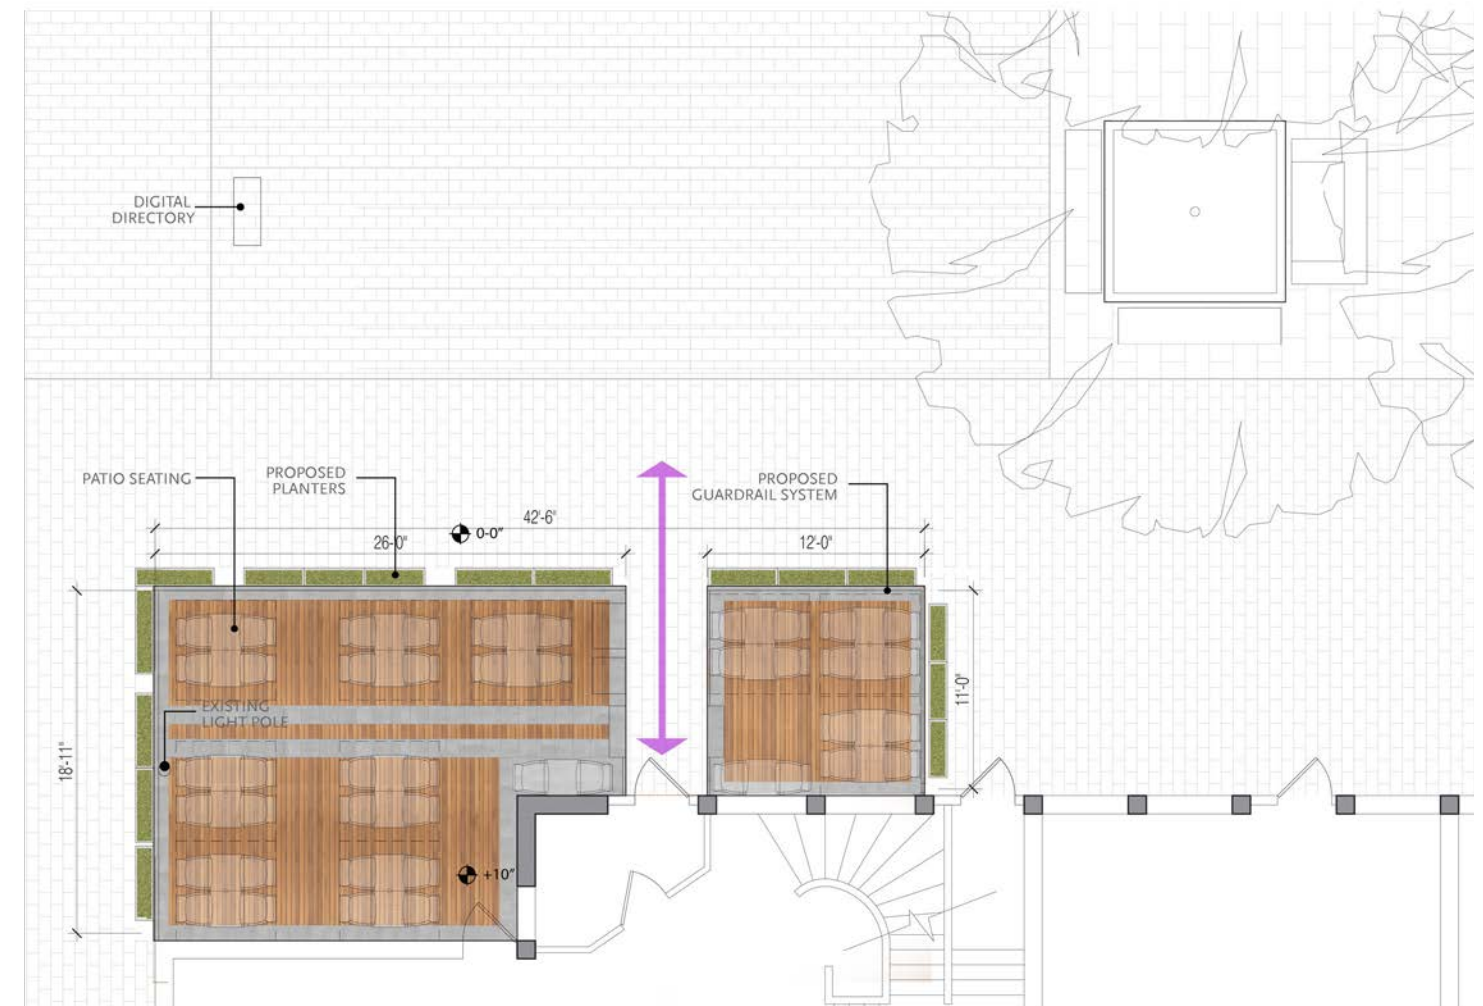 DIGITAL
DIRECTORY
PATIO SEATING
PROPOSED
PLANTERS
PROPOSED
GUARDRAIL SYSTEM
42'-6"
0-0"
26'-0"
12'-0"
11'-0"
EXISTING
LIGHT POLE
18'-11"
+10"